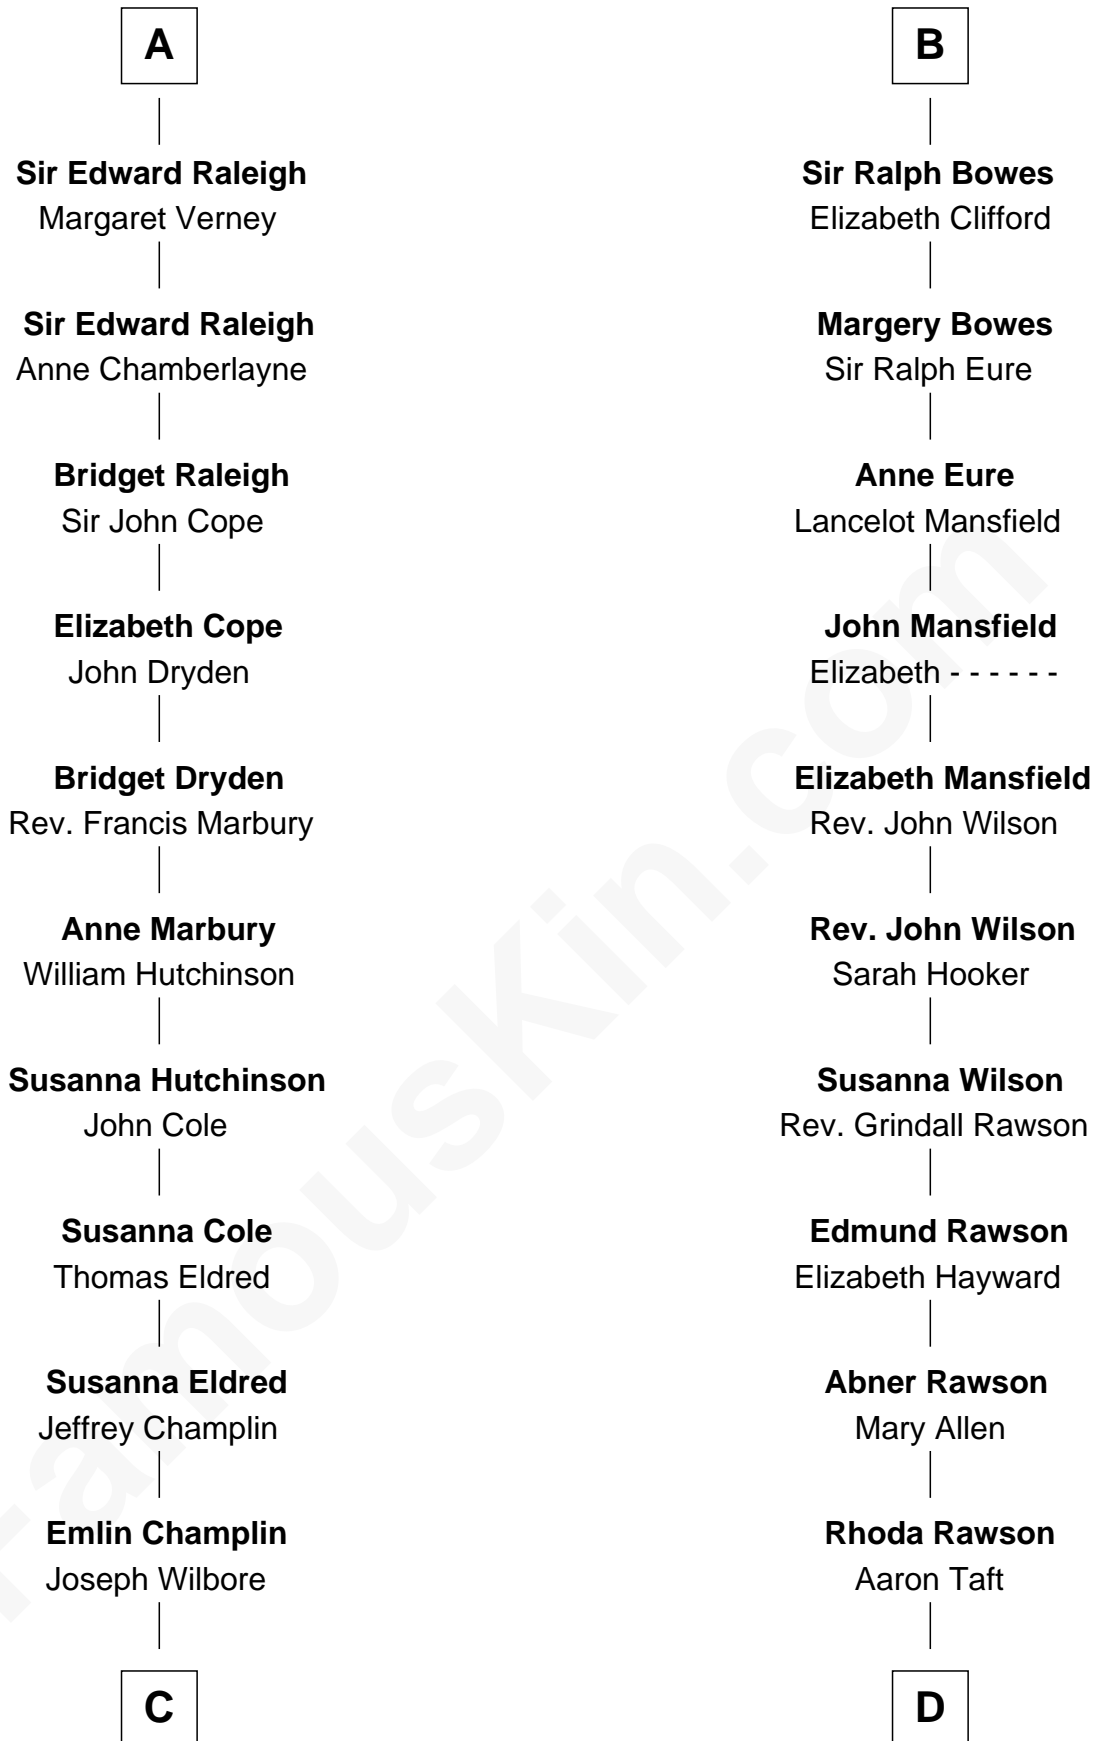 A
Sir Edward Raleigh
Margaret Verney
Sir Edward Raleigh
Anne Chamberlayne
Bridget Raleigh
Sir John Cope
Elizabeth Cope
John Dryden
Bridget Dryden
Rev. Francis Marbury
Anne Marbury
William Hutchinson
Susanna Hutchinson
John Cole
Susanna Cole
Thomas Eldred
Susanna Eldred
Jeffrey Champlin
Emlin Champlin
Joseph Wilbore
C
B
Sir Ralph Bowes
Elizabeth Clifford
Margery Bowes
Sir Ralph Eure
Anne Eure
Lancelot Mansfield
John Mansfield
Elizabeth - - - - - -
Elizabeth Mansfield
Rev. John Wilson
Rev. John Wilson
Sarah Hooker
Susanna Wilson
Rev. Grindall Rawson
Edmund Rawson
Elizabeth Hayward
Abner Rawson
Mary Allen
Rhoda Rawson
Aaron Taft
D
FamousKin.com